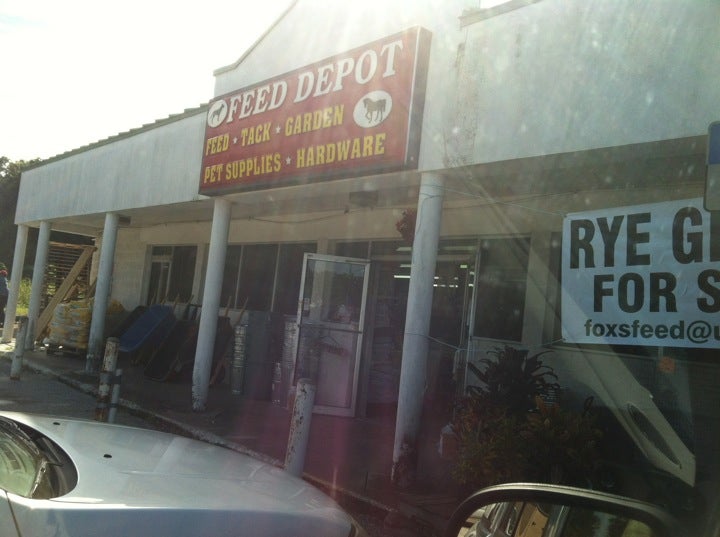 FEED DEPOT
FEED * TACK * GARDEN
PET SUPPLIES * HARDWARE
RYE G
FOR S
foxsfeed@